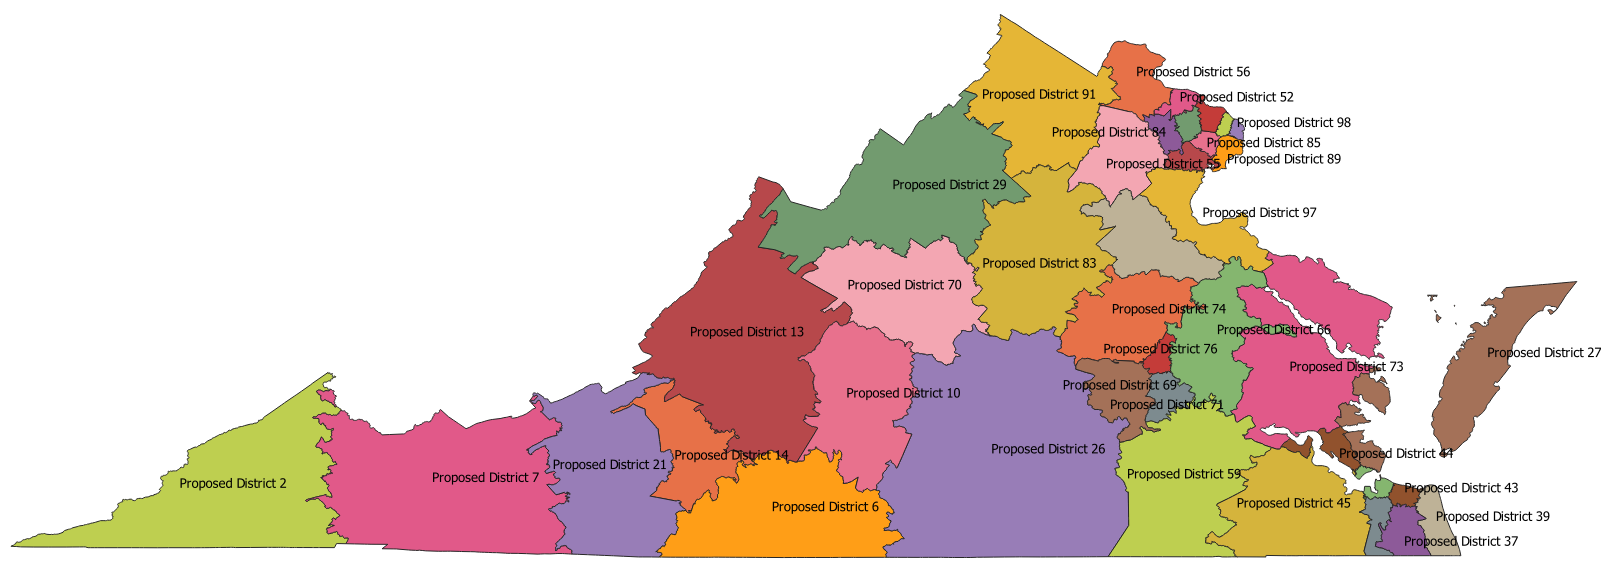 Proposed District 56
Proposed District 91
Proposed District 52
Proposed District 98
Proposed District 84
Proposed District 85
Proposed District 89
Proposed District 55
Proposed District 29
Proposed District 97
Proposed District 83
Proposed District 70
Proposed District 74
Proposed District 13
Proposed District 66
Proposed District 76
Proposed District 27
Proposed District 73
Proposed District 69
Proposed District 10
Proposed District 71
Proposed District 26
Proposed District 44
Proposed District 14
Proposed District 21
Proposed District 59
Proposed District 7
Proposed District 2
Proposed District 43
Proposed District 45
Proposed District 6
Proposed District 39
Proposed District 37